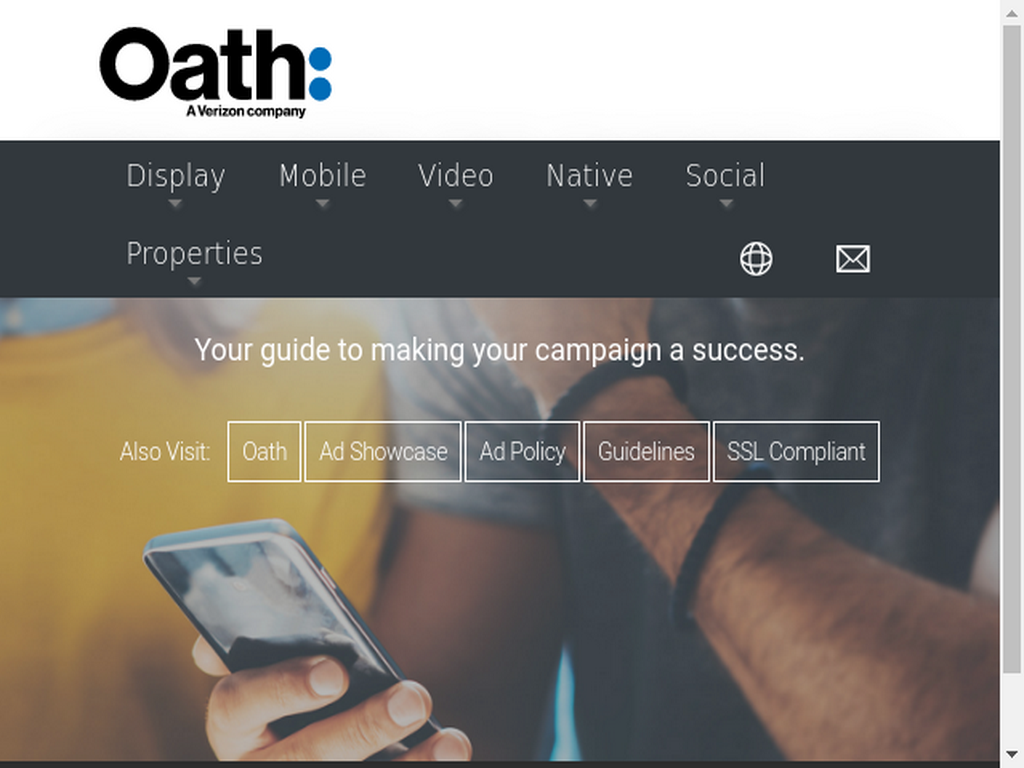 Oath:
A Verizon company
Display Mobile Video Native Social
Properties
Your guide to making your campaign a success.
Also Visit: Oath Ad Showcase Ad Policy Guidelines SSL Compliant